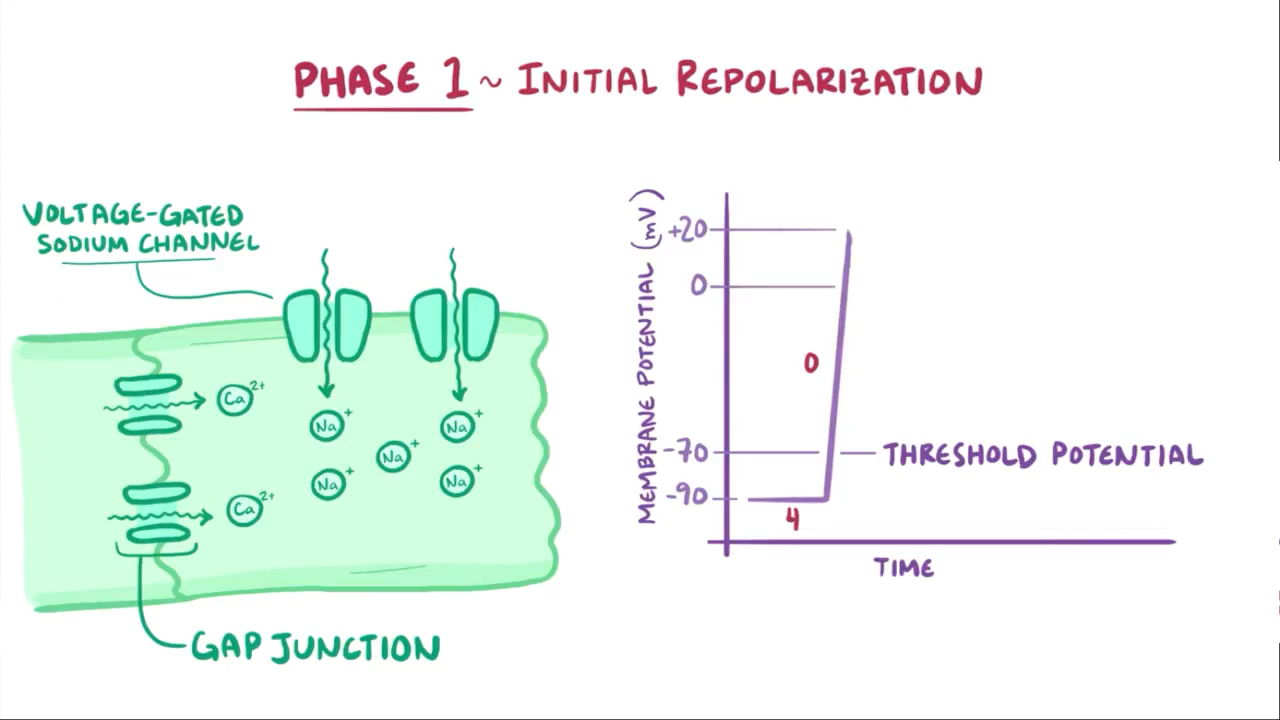 PHASE 1 ~ INITIAL REPOLARIZATION
VOLTAGE-GATED
SODIUM CHANNEL
Ca2+
Ca2+
Na+
Na+
Na+
Na+
Na+
GAP JUNCTION
MEMBRANE POTENTIAL (mV)
+20
0
0
-70
THRESHOLD POTENTIAL
-90
4
TIME